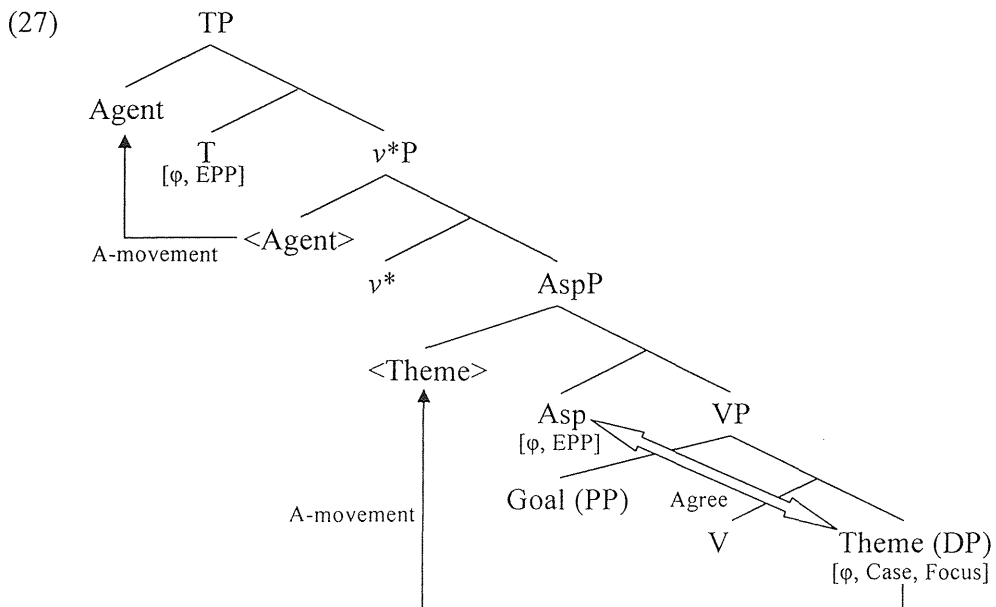 (27)
TP
Agent
T
[φ, EPP]
v*P
<Agent>
A-movement
v*
AspP
<Theme>
Asp
[φ, EPP]
VP
Goal (PP)
Agree
A-movement
V
Theme (DP)
[φ, Case, Focus]